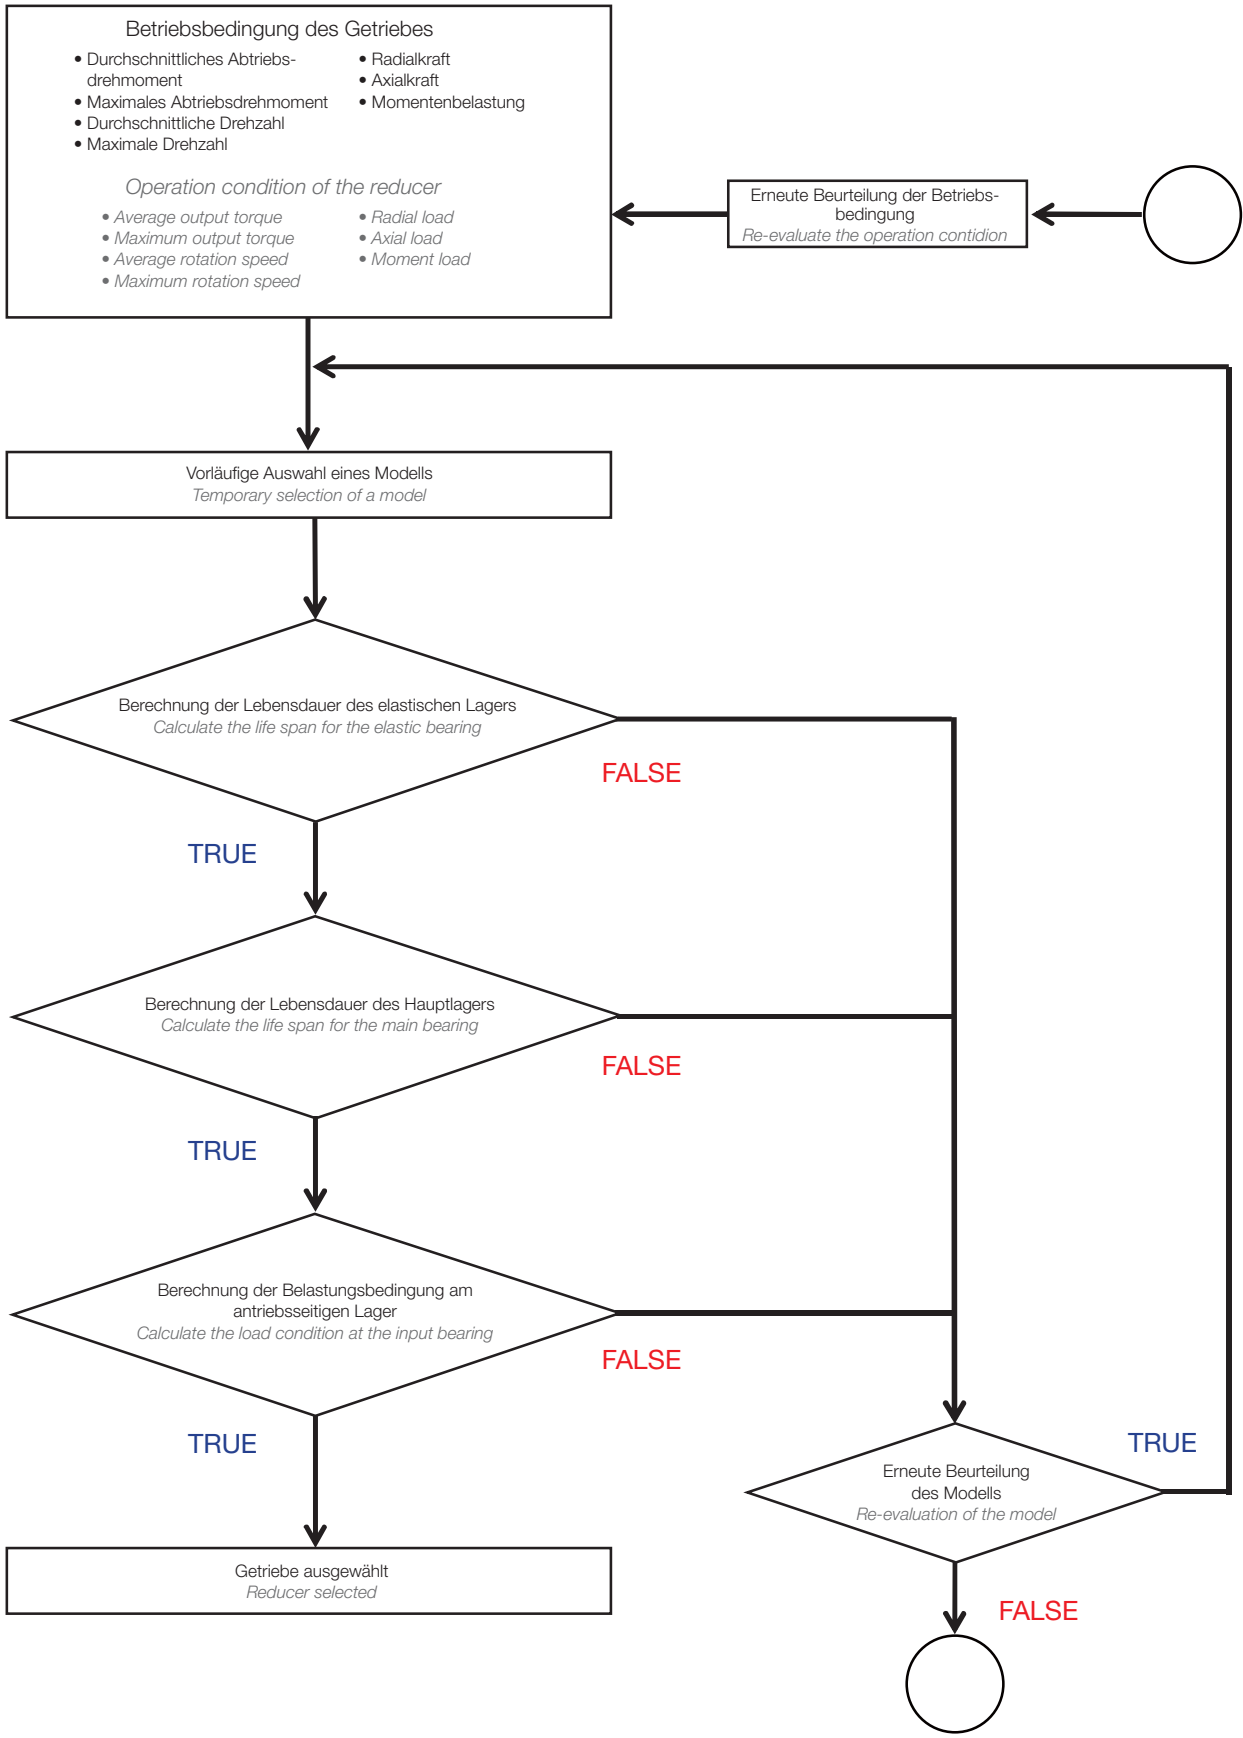 Betriebsbedingung des Getriebes
• Durchschnittliches Abtriebs-
drehmoment
• Maximales Abtriebsdrehmoment
• Durchschnittliche Drehzahl
• Maximale Drehzahl
• Radialkraft
• Axialkraft
• Momentenbelastung
Operation condition of the reducer
• Average output torque
• Maximum output torque
• Average rotation speed
• Maximum rotation speed
• Radial load
• Axial load
• Moment load
Erneute Beurteilung der Betriebs-
bedingung
Re-evaluate the operation contidion
Vorläufige Auswahl eines Modells
Temporary selection of a model
Berechnung der Lebensdauer des elastischen Lagers
Calculate the life span for the elastic bearing
FALSE
TRUE
Berechnung der Lebensdauer des Hauptlagers
Calculate the life span for the main bearing
FALSE
TRUE
Berechnung der Belastungsbedingung am
antriebsseitigen Lager
Calculate the load condition at the input bearing
FALSE
TRUE
Erneute Beurteilung
des Modells
Re-evaluation of the model
TRUE
FALSE
Getriebe ausgewählt
Reducer selected